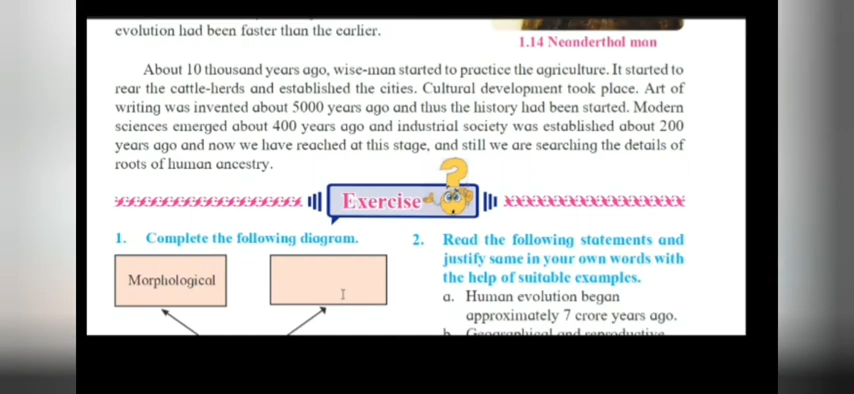 evolution had been faster than the earlier.
1.14 Neanderthal man
About 10 thousand years ago, wise-man started to practice the agriculture. It started to
rear the cattle-herds and established the cities. Cultural development took place. Art of
writing was invented about 5000 years ago and thus the history had been started. Modern
sciences emerged about 400 years ago and industrial society was established about 200
years ago and now we have reached at this stage, and still we are searching the details of
roots of human ancestry.
Exercise
1. Complete the following diagram.
Morphological
2. Read the following statements and
justify same in your own words with
the help of suitable examples.
a. Human evolution began
approximately 7 crore years ago.
b. Geographical and reproductive